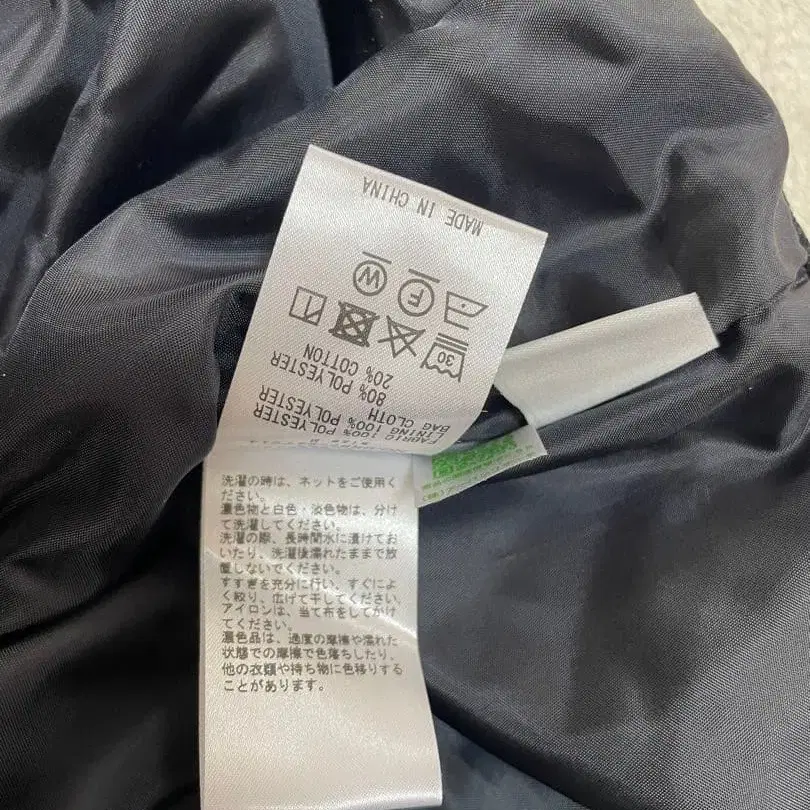 FABRIC 100% POLYESTER
LINING 100% POLYESTER
BAG CLOTH
80% POLYESTER
20% COTTON
30
F W
MADE IN CHINA
洗濯の時は、ネットをご使用く
ださい。
濃色物と白色・淡色物は、分け
て洗濯してください。
洗濯の際、長時間水に漬けてお
いたり、洗濯後濡れたままで放
置しないでください。
すすぎを充分に行い、すぐによ
く絞り、広げて干してください。
アイロンは、当て布をしてかけ
てください。
濃色品は、過度の摩擦や濡れた
状態での摩擦で色落ちしたり、
他の衣類や持ち物に色移りする
ことがあります。